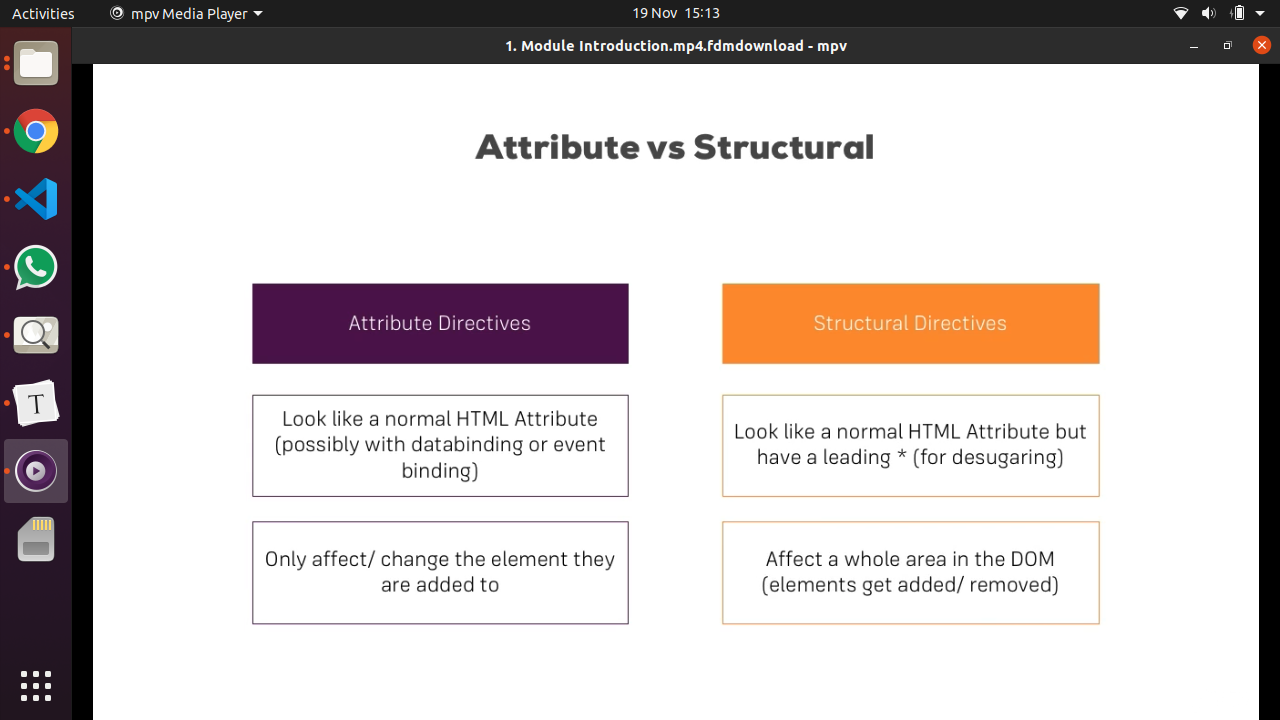 Activities
mpv Media Player
19 Nov 15:13
1. Module Introduction.mp4.fdmdownload - mpv
Attribute vs Structural
Attribute Directives
Look like a normal HTML Attribute
(possibly with databinding or event
binding)
Only affect/ change the element they
are added to
Structural Directives
Look like a normal HTML Attribute but
have a leading * (for desugaring)
Affect a whole area in the DOM
(elements get added/ removed)
T